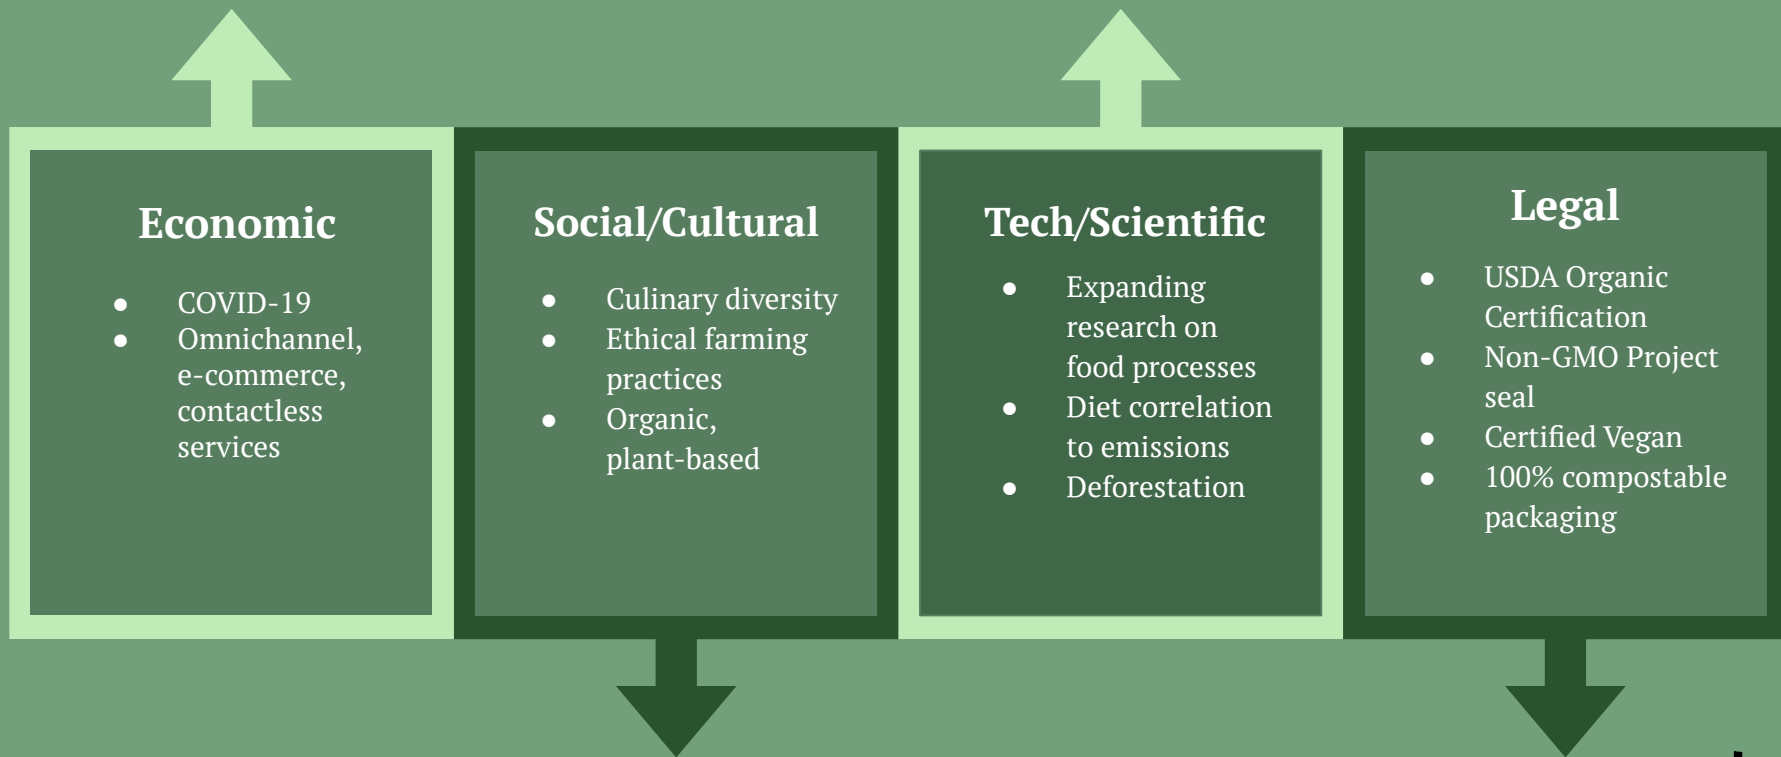 Economic
● COVID-19
● Omnichannel,
e-commerce,
contactless
services
Social/Cultural
● Culinary diversity
● Ethical farming
practices
● Organic,
plant-based
Tech/Scientific
● Expanding
research on
food processes
● Diet correlation
to emissions
● Deforestation
Legal
● USDA Organic
Certification
● Non-GMO Project
seal
● Certified Vegan
● 100% compostable
packaging